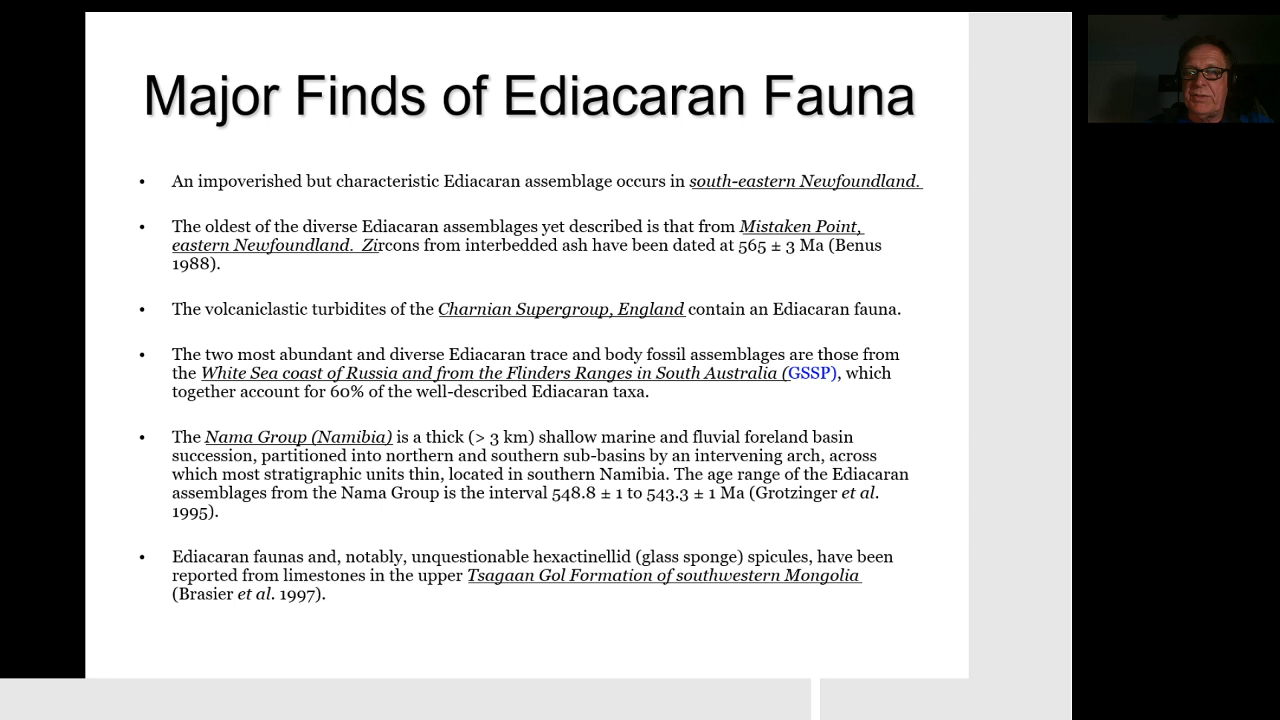 Major Finds of Ediacaran Fauna
• An impoverished but characteristic Ediacaran assemblage occurs in south-eastern Newfoundland.
• The oldest of the diverse Ediacaran assemblages yet described is that from Mistaken Point,
eastern Newfoundland. Zircons from interbedded ash have been dated at 565 ± 3 Ma (Benus
1988).
• The volcaniclastic turbidites of the Charnian Supergroup, England contain an Ediacaran fauna.
• The two most abundant and diverse Ediacaran trace and body fossil assemblages are those from
the White Sea coast of Russia and from the Flinders Ranges in South Australia (GSSP), which
together account for 60% of the well-described Ediacaran taxa.
• The Nama Group (Namibia) is a thick (> 3 km) shallow marine and fluvial foreland basin
succession, partitioned into northern and southern sub-basins by an intervening arch, across
which most stratigraphic units thin, located in southern Namibia. The age range of the Ediacaran
assemblages from the Nama Group is the interval 548.8 ± 1 to 543.3 ± 1 Ma (Grotzinger et al.
1995).
• Ediacaran faunas and, notably, unquestionable hexactinellid (glass sponge) spicules, have been
reported from limestones in the upper Tsagaan Gol Formation of southwestern Mongolia
(Brasier et al. 1997).